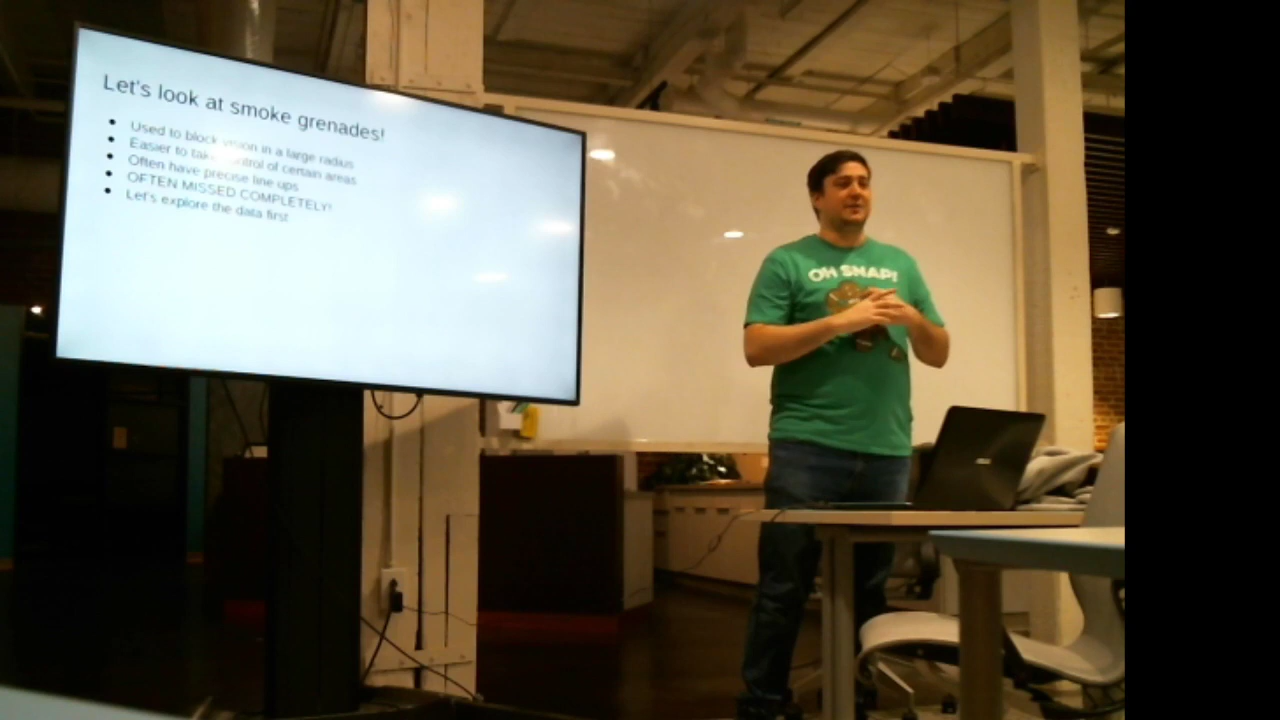 Let's look at smoke grenades!
• Used to block vision in a large radius
• Easier to take control of certain areas
• Often have precise line ups
• OFTEN MISSED COMPLETELY!
• Let's explore the data first
OH SNAP!